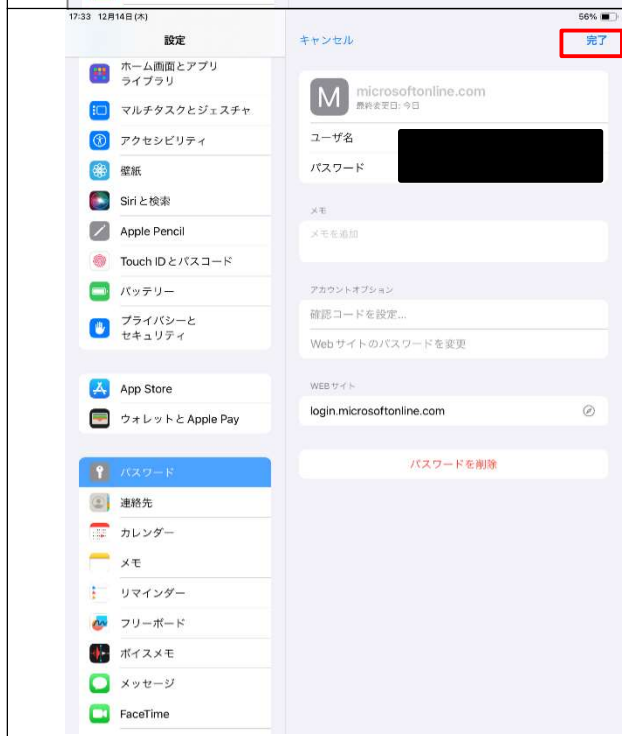 17:33 12月14日(木)
56%
設定
キャンセル
完了
ホーム画面とアプリ
ライブラリ
マルチタスクとジェスチャ
アクセシビリティ
壁紙
Siriと検索
Apple Pencil
Touch IDとパスコード
バッテリー
プライバシーと
セキュリティ
App Store
ウォレットとApple Pay
パスワード
連絡先
カレンダー
メモ
リマインダー
フリーボード
ボイスメモ
メッセージ
FaceTime
M
microsoftonline.com
最終変更日: 今日
ユーザ名
パスワード
メモ
メモを追加
アカウントオプション
確認コードを設定...
Webサイトのパスワードを変更
WEBサイト
login.microsoftonline.com
パスワードを削除